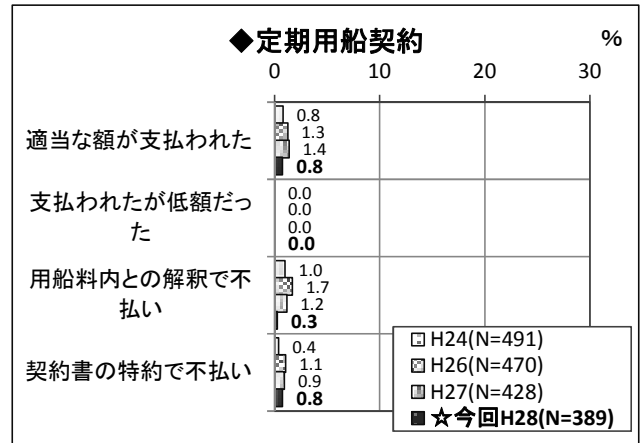 ◆定期用船契約 %
0 10 20 30
適当な額が支払われた
0.8
1.3
1.4
0.8
支払われたが低額だっ
た
0.0
0.0
0.0
0.0
用船料内との解釈で不
払い
1.0
1.7
1.2
0.3
契約書の特約で不払い
0.4
1.1
0.9
0.8
H24(N=491)
H26(N=470)
H27(N=428)
☆今回H28(N=389)